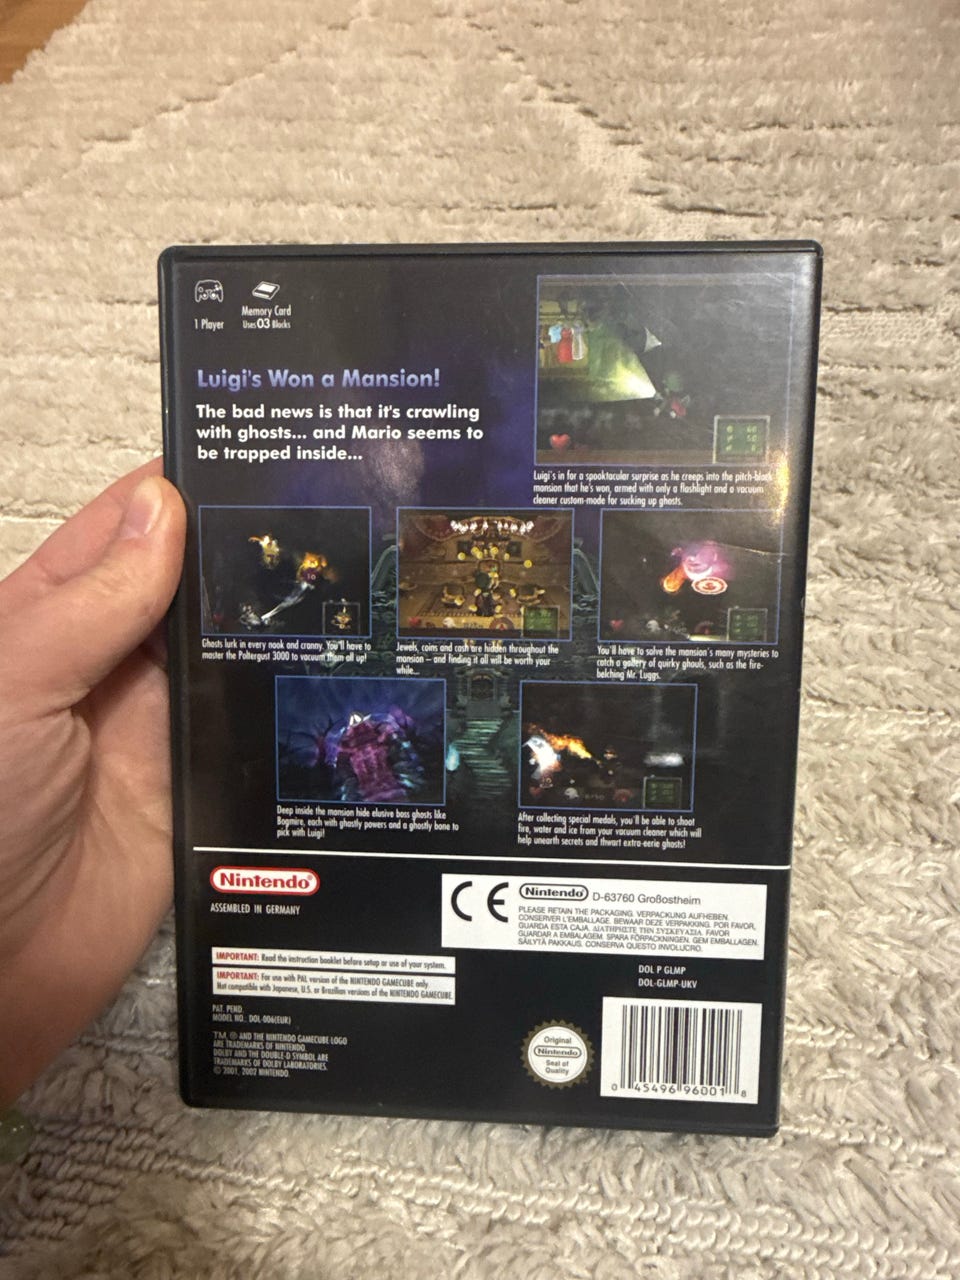 1 Player
Memory Card
Uses 03 Blocks
Luigi's Won a Mansion!
The bad news is that it's crawling
with ghosts... and Mario seems to
be trapped inside...
Luigi's in for a spooktacular surprise as he creeps into the pitch-black
mansion that he's won, armed with only a flashlight and a vacuum
cleaner custom-made for sucking up ghosts.
Ghosts lurk in every nook and cranny. You'll have to
master the Poltergust 3000 to vacuum them all up!
Jewels, coins and cash are hidden throughout the
mansion – and finding it all will be worth your
while...
You'll have to solve the mansion's many mysteries to
catch a gallery of quirky ghouls, such as the fire-
belching Mr. Luggs.
Deep inside the mansion hide elusive boss ghosts like
Bogmire, each with ghastly powers and a ghostly bone to
pick with Luigi!
After collecting special medals, you'll be able to shoot
fire, water and ice from your vacuum cleaner which will
help unearth secrets and thwart extra-eerie ghosts!
Nintendo®
ASSEMBLED IN GERMANY
CE Nintendo D-63760 Großostheim
PLEASE RETAIN THE PACKAGING. VERPACKUNG AUFHEBEN.
CONSERVER L'EMBALLAGE. BEWAAR DEZE VERPAKKING. POR FAVOR,
GUARDA ESTA CAJA. ΔΙΑΤΗΡΗΣΤΕ ΤΗΝ ΣΥΣΚΕΥΑΣΙΑ. FAVOR
GUARDAR A EMBALAGEM. SPARA FÖRPACKNINGEN. GEM EMBALLAGEN.
SÄILYTÄ PAKKAUS. CONSERVA QUESTO INVOLUCRO.
IMPORTANT: Read the instruction booklet before setup or use of your system.
IMPORTANT: For use with PAL version of the NINTENDO GAMECUBE only.
Not compatible with Japanese, U.S. or Brazilian versions of the NINTENDO GAMECUBE.
DOL P GLMP
DOL-GLMP-UKV
PAT. PEND.
MODEL NO.: DOL-006(EUR)
TM, ® AND THE NINTENDO GAMECUBE LOGO
ARE TRADEMARKS OF NINTENDO.
DOLBY AND THE DOUBLE-D SYMBOL ARE
TRADEMARKS OF DOLBY LABORATORIES.
© 2001, 2002 NINTENDO.
Original
Nintendo
Seal of
Quality
0 45496 96001 8